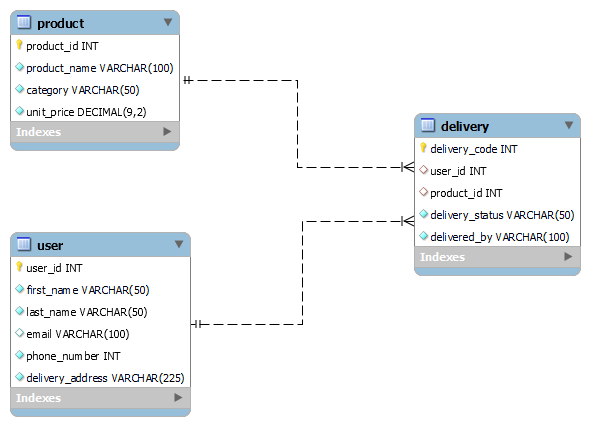 product
product_id INT
product_name VARCHAR(100)
category VARCHAR(50)
unit_price DECIMAL(9,2)
Indexes
delivery
delivery_code INT
user_id INT
product_id INT
delivery_status VARCHAR(50)
delivered_by VARCHAR(100)
Indexes
user
user_id INT
first_name VARCHAR(50)
last_name VARCHAR(50)
email VARCHAR(100)
phone_number INT
delivery_address VARCHAR(225)
Indexes